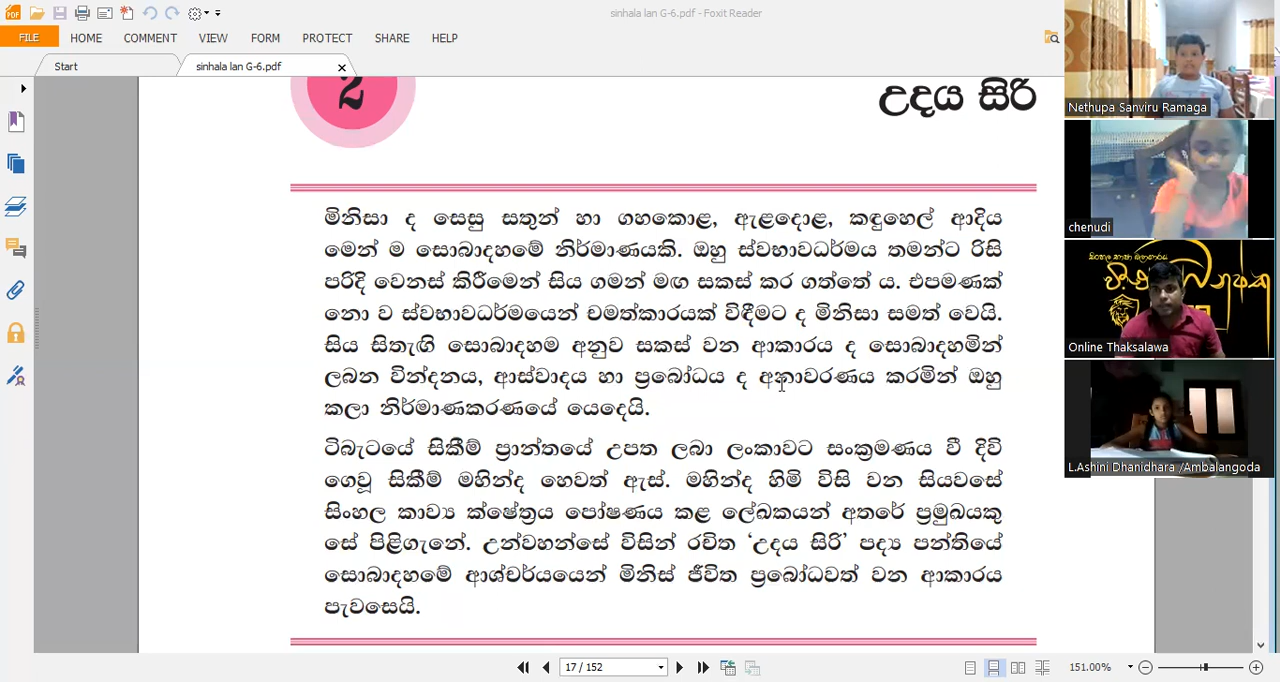 sinhala lan G-6.pdf - Foxit Reader
FILE HOME COMMENT VIEW FORM PROTECT SHARE HELP
Start sinhala lan G-6.pdf
2
උදය සිරි
මිනිසා ද සෙසු සතුන් හා ගහකොළ, ඇළදොළ, කඳුහෙල් ආදිය
මෙන් ම සොබාදහමේ නිර්මාණයකි. ඔහු ස්වභාවධර්මය තමන්ට රිසි
පරිදි වෙනස් කිරීමෙන් සිය ගමන් මඟ සකස් කර ගත්තේ ය. එපමණක්
නො ව ස්වභාවධර්මයෙන් චමත්කාරයක් විඳීමට ද මිනිසා සමත් වෙයි.
සිය සිතැඟි සොබාදහම අනුව සකස් වන ආකාරය ද සොබාදහමින්
ලබන වින්දනය, ආස්වාදය හා ප්‍රබෝධය ද අනාවරණය කරමින් ඔහු
කලා නිර්මාණකරණයේ යෙදෙයි.
ටිබැටයේ සිකිම් ප්‍රාන්තයේ උපත ලබා ලංකාවට සංක්‍රමණය වී දිවි
ගෙවූ සිකිම් මහින්ද හෙවත් ඇස්. මහින්ද හිමි විසි වන සියවසේ
සිංහල කාව්‍ය ක්ෂේත්‍රය පෝෂණය කළ ලේඛකයන් අතරේ ප්‍රමුඛයකු
සේ පිළිගැනේ. උන්වහන්සේ විසින් රචිත ‘උදය සිරි’ පද්‍ය පන්තියේ
සොබාදහමේ ආශ්චර්යයෙන් මිනිස් ජීවිත ප්‍රබෝධවත් වන ආකාරය
පැවසෙයි.
17 / 152
151.00%
Nethupa Sanviru Ramaga
chenudi
Online Thaksalawa
L.Ashini Dhanidhara /Ambalangoda